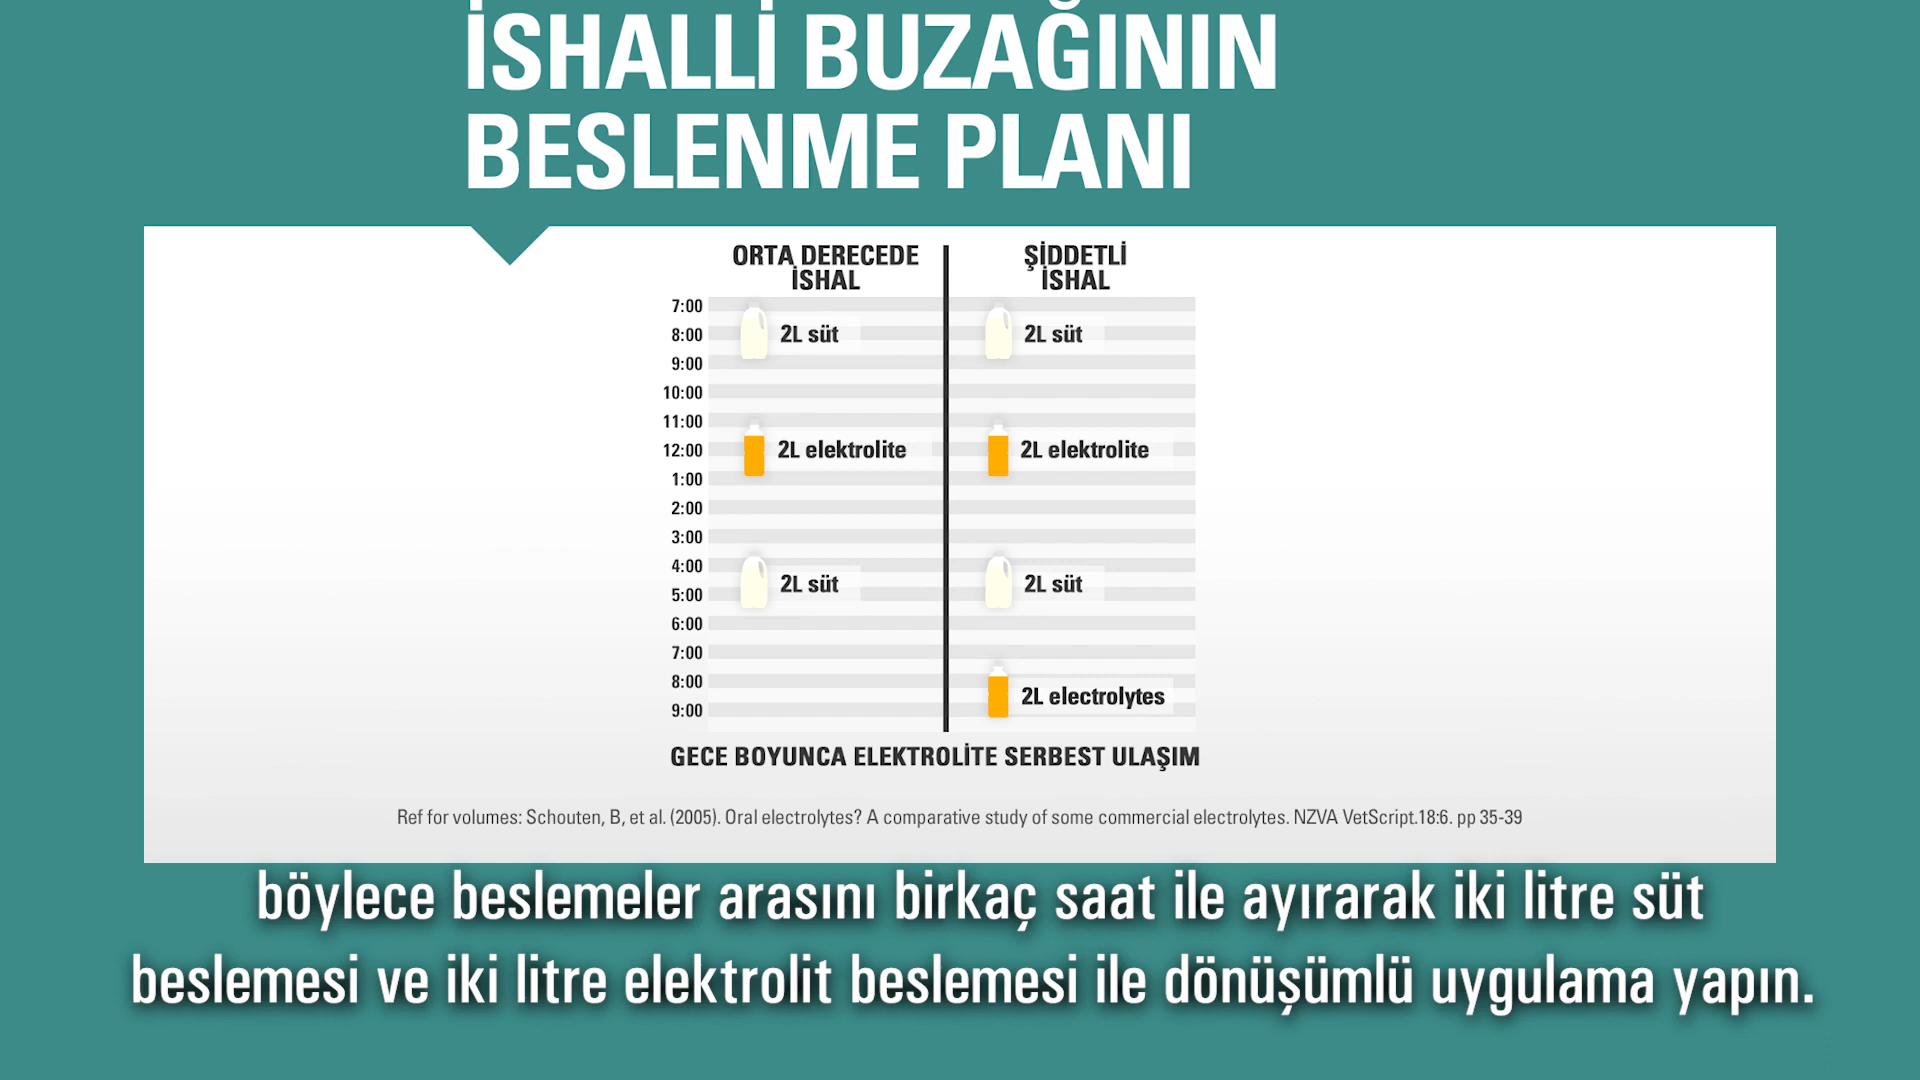 İSHALLİ BUZAĞININ
BESLENME PLANI
ORTA DERECEDE
İSHAL
ŞİDDETLİ
İSHAL
7:00
8:00 2L süt 2L süt
9:00
10:00
11:00
12:00 2L elektrolite 2L elektrolite
1:00
2:00
3:00
4:00
2L süt 2L süt
5:00
6:00
7:00
8:00
2L electrolytes
9:00
GECE BOYUNCA ELEKTROLİTE SERBEST ULAŞIM
Ref for volumes: Schouten, B, et al. (2005). Oral electrolytes? A comparative study of some commercial electrolytes. NZVA VetScript.18:6. pp 35-39
böylece beslemeler arasını birkaç saat ile ayırarak iki litre süt
beslemesi ve iki litre elektrolit beslemesi ile dönüşümlü uygulama yapın.